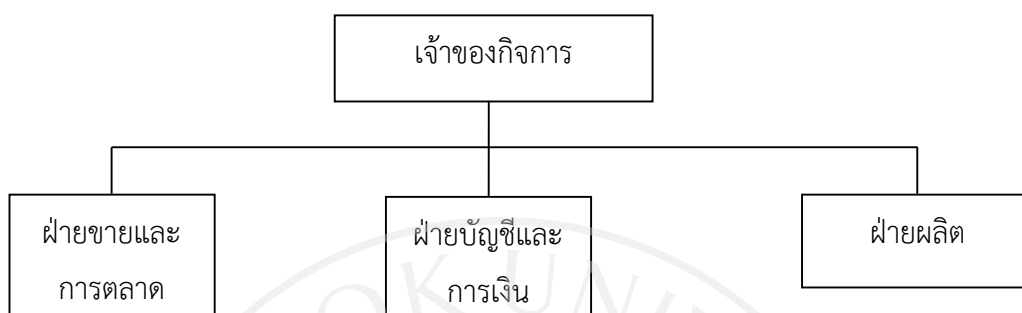 เจ้าของกิจการ
ฝ่ายขายและ
การตลาด
ฝ่ายบัญชีและ
การเงิน
ฝ่ายผลิต